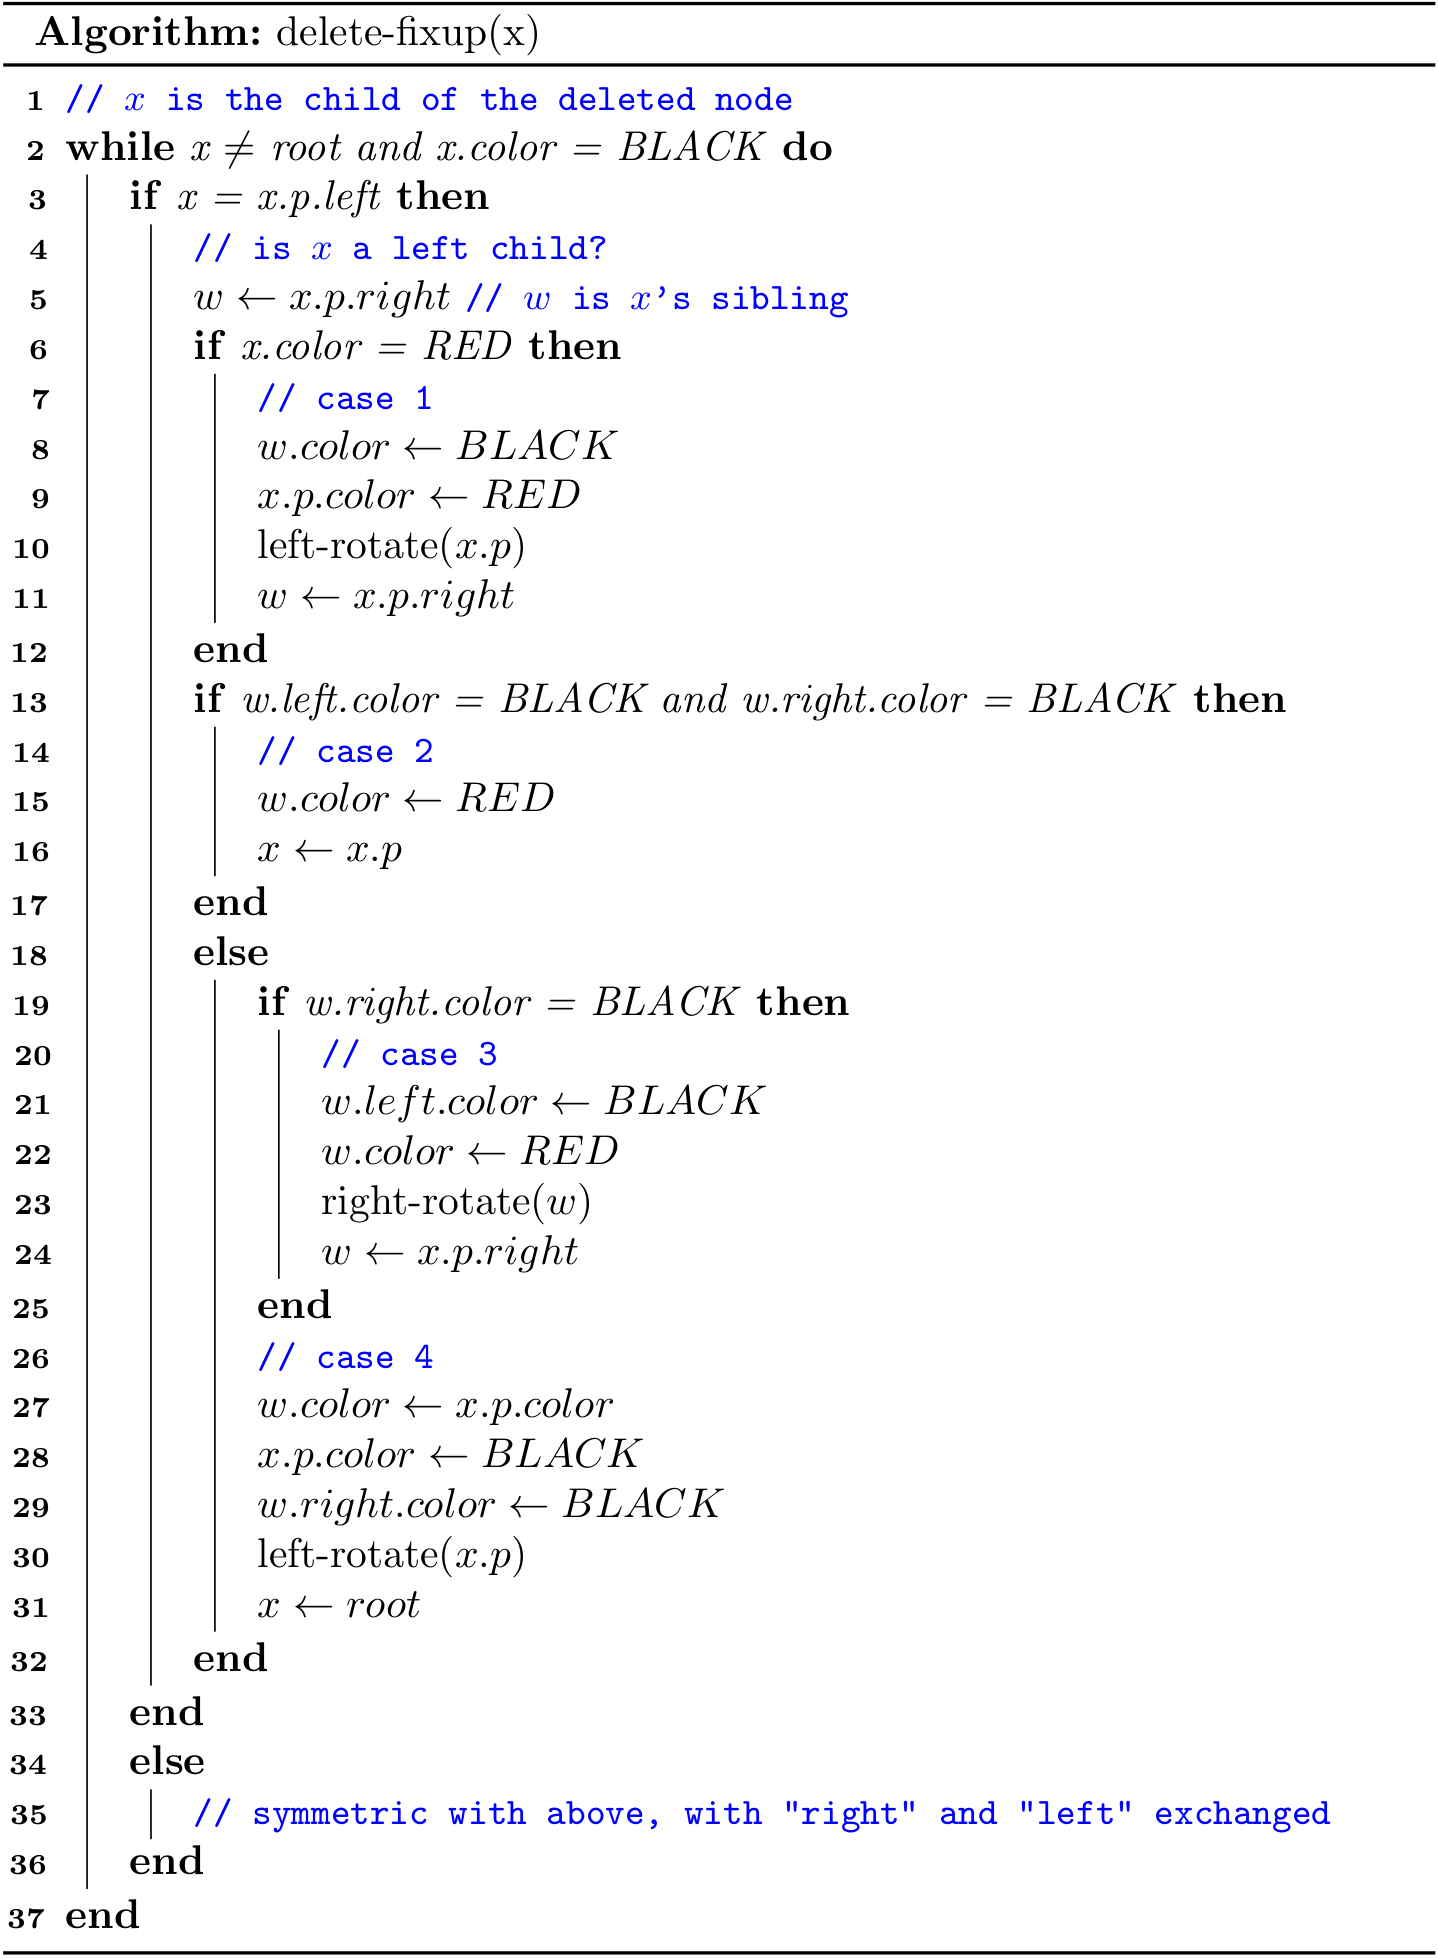 Algorithm: delete-fixup(x)
1 // x is the child of the deleted node
2 while x ≠ root and x.color = BLACK do
3 if x = x.p.left then
4 // is x a left child?
5 w ← x.p.right // w is x's sibling
6 if x.color = RED then
7 // case 1
8 w.color ← BLACK
9 x.p.color ← RED
10 left-rotate(x.p)
11 w ← x.p.right
12 end
13 if w.left.color = BLACK and w.right.color = BLACK then
14 // case 2
15 w.color ← RED
16 x ← x.p
17 end
18 else
19 if w.right.color = BLACK then
20 // case 3
21 w.left.color ← BLACK
22 w.color ← RED
23 right-rotate(w)
24 w ← x.p.right
25 end
26 // case 4
27 w.color ← x.p.color
28 x.p.color ← BLACK
29 w.right.color ← BLACK
30 left-rotate(x.p)
31 x ← root
32 end
33 end
34 else
35 // symmetric with above, with "right" and "left" exchanged
36 end
37 end